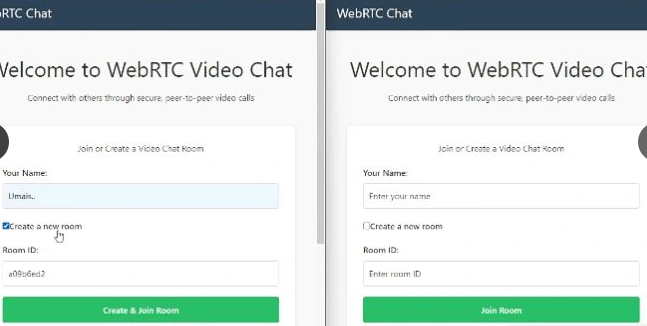 RTC Chat
Welcome to WebRTC Video Chat
Connect with others through secure, peer-to-peer video calls
Join or Create a Video Chat Room
Your Name:
Umais..
Create a new room
Room ID:
a09b6ed2
Create & Join Room
WebRTC Chat
Welcome to WebRTC Video Chat
Connect with others through secure, peer-to-peer video calls
Join or Create a Video Chat Room
Your Name:
Enter your name
Create a new room
Room ID:
Enter room ID
Join Room